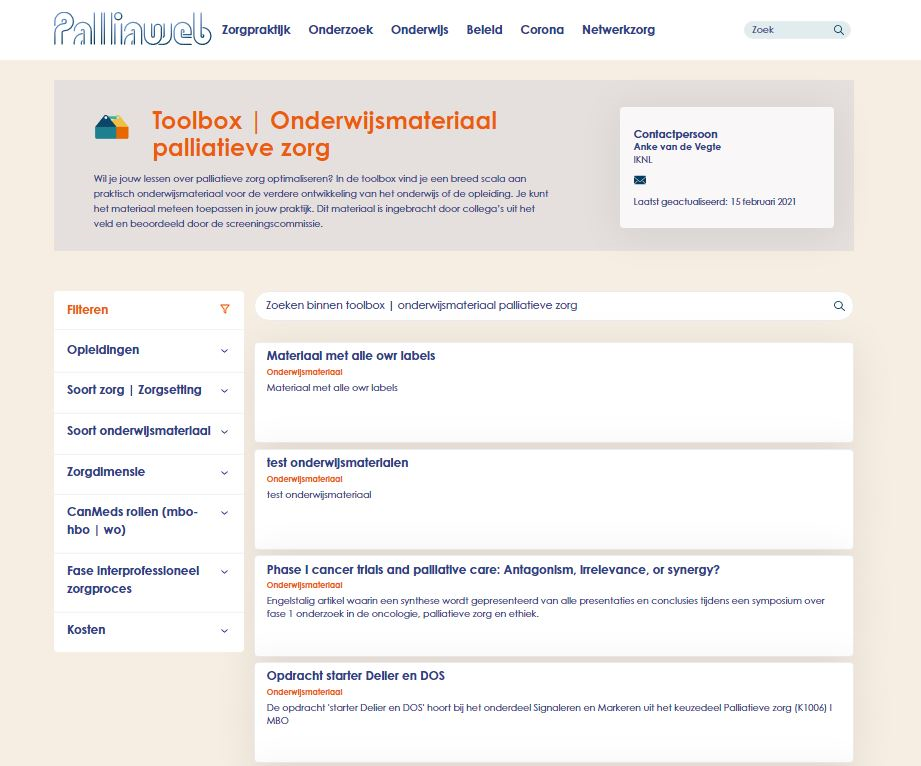 Palliaweb
Zorgpraktijk Onderzoek Onderwijs Beleid Corona Netwerkzorg
Zoek
Toolbox | Onderwijsmateriaal
palliatieve zorg
Wil je jouw lessen over palliatieve zorg optimaliseren? In de toolbox vind je een breed scala aan
praktisch onderwijsmateriaal voor de verdere ontwikkeling van het onderwijs of de opleiding. Je kunt
het materiaal meteen toepassen in jouw praktijk. Dit materiaal is ingebracht door collega's uit het
veld en beoordeeld door de screeningscommissie.
Contactpersoon
Anke van de Vegte
IKNL
Laatst geactualiseerd: 15 februari 2021
Filteren
Opleidingen
Soort zorg | Zorgsetting
Soort onderwijsmateriaal
Zorgdimensie
CanMeds rollen (mbo-
hbo | wo)
Fase interprofessioneel
zorgproces
Kosten
Zoeken binnen toolbox | onderwijsmateriaal palliatieve zorg
Materiaal met alle owr labels
Onderwijsmateriaal
Materiaal met alle owr labels
test onderwijsmaterialen
Onderwijsmateriaal
test onderwijsmateriaal
Phase I cancer trials and palliative care: Antagonism, irrelevance, or synergy?
Onderwijsmateriaal
Engelstalig artikel waarin een synthese wordt gepresenteerd van alle presentaties en conclusies tijdens een symposium over
fase 1 onderzoek in de oncologie, palliatieve zorg en ethiek.
Opdracht starter Delier en DOS
Onderwijsmateriaal
De opdracht 'starter Delier en DOS' hoort bij het onderdeel Signaleren en Markeren uit het keuzedeel Palliatieve zorg (K1006) I
MBO